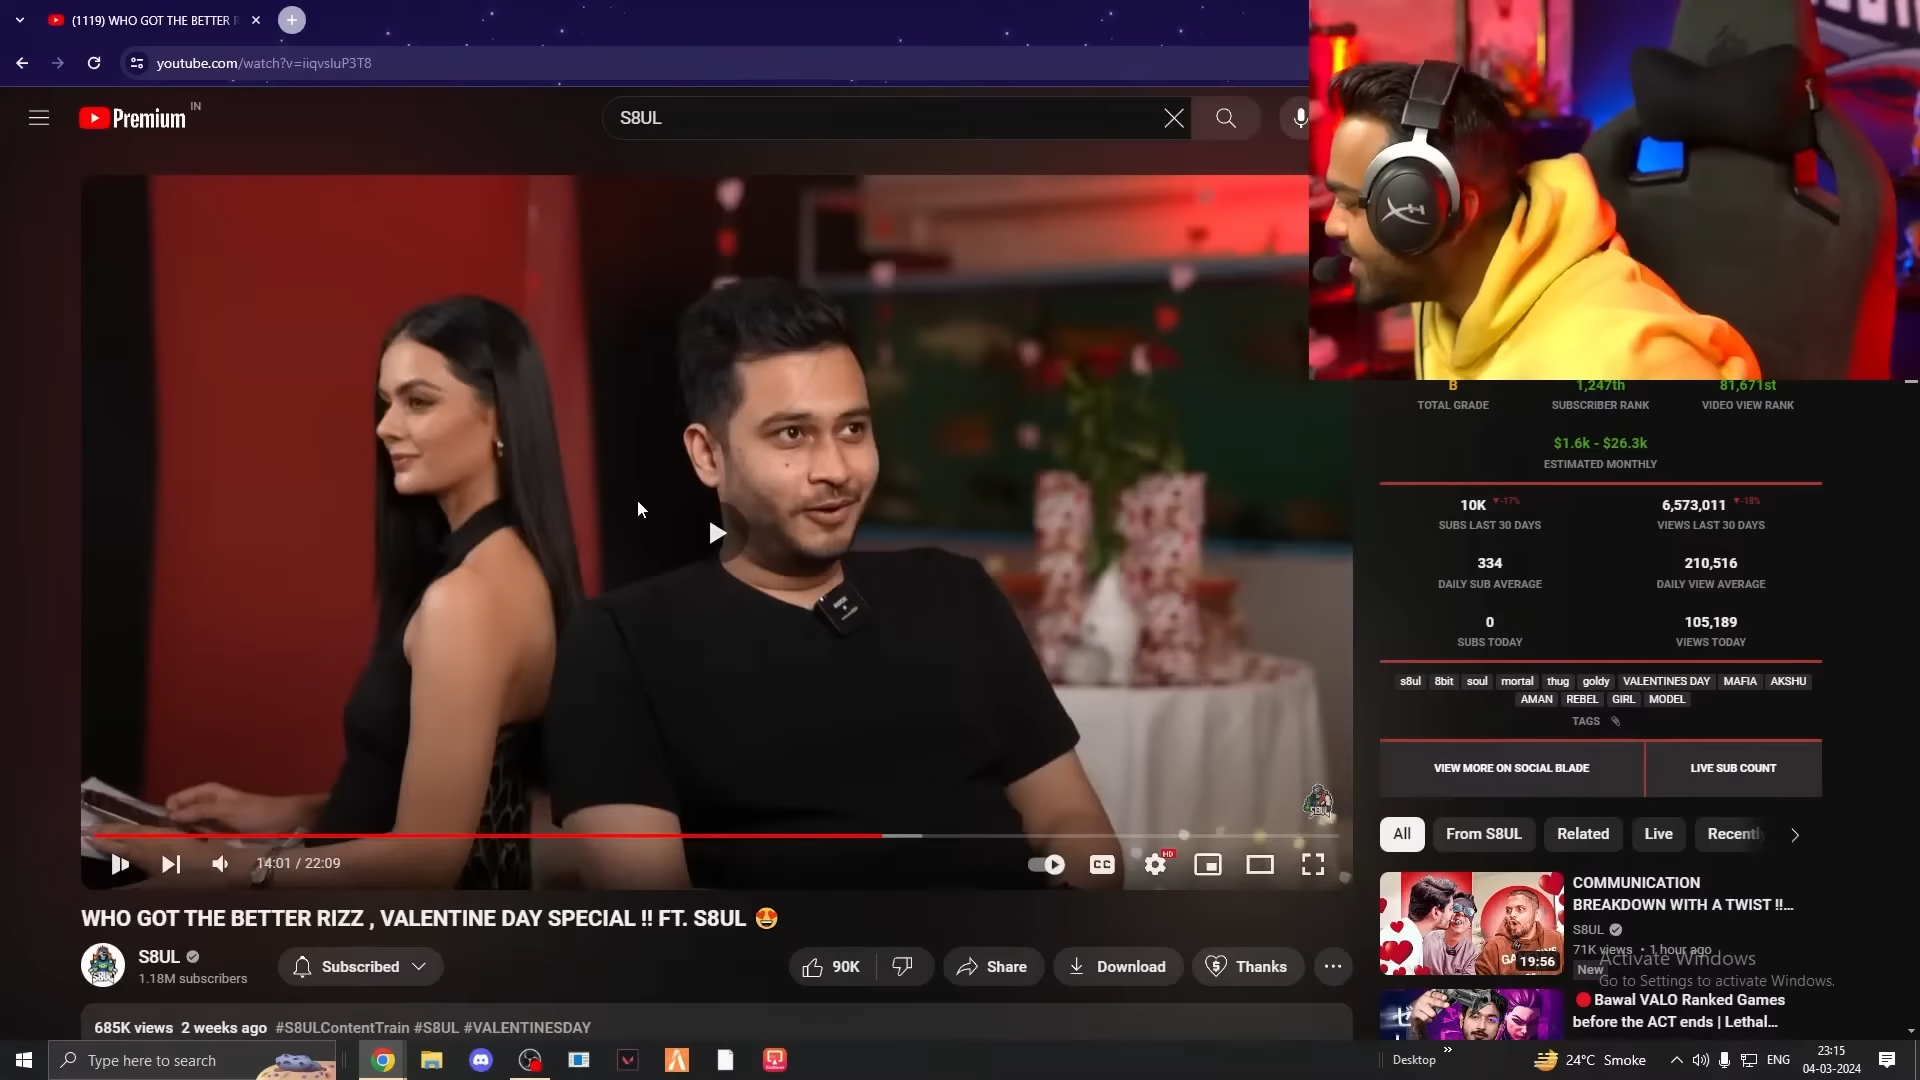 (1119) WHO GOT THE BETTER R
youtube.com/watch?v=iiqvsluP3T8
Premium IN
S8UL
B 1,247th 81,671st
TOTAL GRADE SUBSCRIBER RANK VIDEO VIEW RANK
$1.6k - $26.3k
ESTIMATED MONTHLY
10K -17% 6,573,011 -18%
SUBS LAST 30 DAYS VIEWS LAST 30 DAYS
334 210,516
DAILY SUB AVERAGE DAILY VIEW AVERAGE
0 105,189
SUBS TODAY VIEWS TODAY
s8ul 8bit soul mortal thug goldy VALENTINES DAY MAFIA AKSHU
AMAN REBEL GIRL MODEL
TAGS
VIEW MORE ON SOCIAL BLADE LIVE SUB COUNT
S8UL
14:01 / 22:09
CC HD
All From S8UL Related Live Recentl
WHO GOT THE BETTER RIZZ , VALENTINE DAY SPECIAL !! FT. S8UL 😍
S8UL
1.18M subscribers
Subscribed
90K Share Download Thanks
685K views 2 weeks ago #S8ULContentTrain #S8UL #VALENTINESDAY
19:56
COMMUNICATION
BREAKDOWN WITH A TWIST !!...
S8UL
71K views • 1 hour ago
New
Activate Windows
Go to Settings to activate Windows.
🔴Bawal VALO Ranked Games
before the ACT ends | Lethal...
Type here to search
Desktop
24°C Smoke
ENG
23:15
04-03-2024